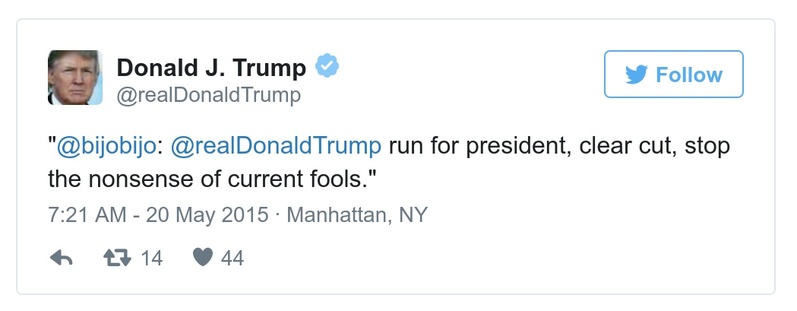 Donald J. Trump
@realDonaldTrump
Follow
"@bijobijo: @realDonaldTrump run for president, clear cut, stop
the nonsense of current fools."
7:21 AM - 20 May 2015 · Manhattan, NY
14 44